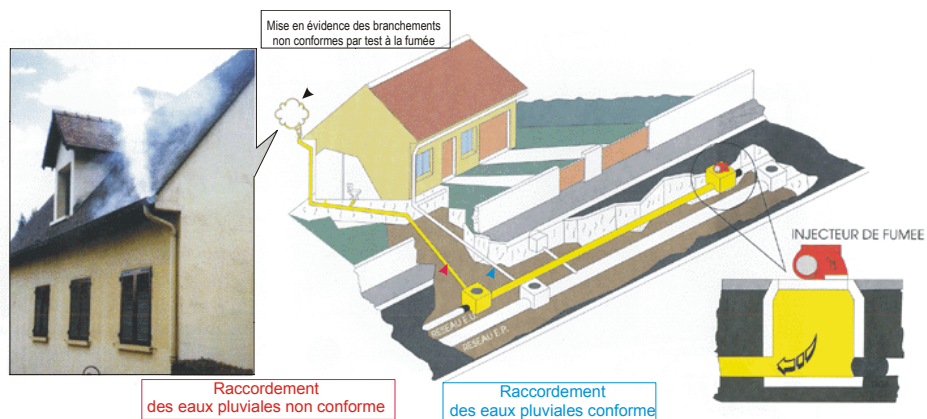 Mise en évidence des branchements
non conformes par test à la fumée
INJECTEUR DE FUMEE
RESEAU E.U.
RESEAU E.P.
Raccordement
des eaux pluviales non conforme
Raccordement
des eaux pluviales conforme